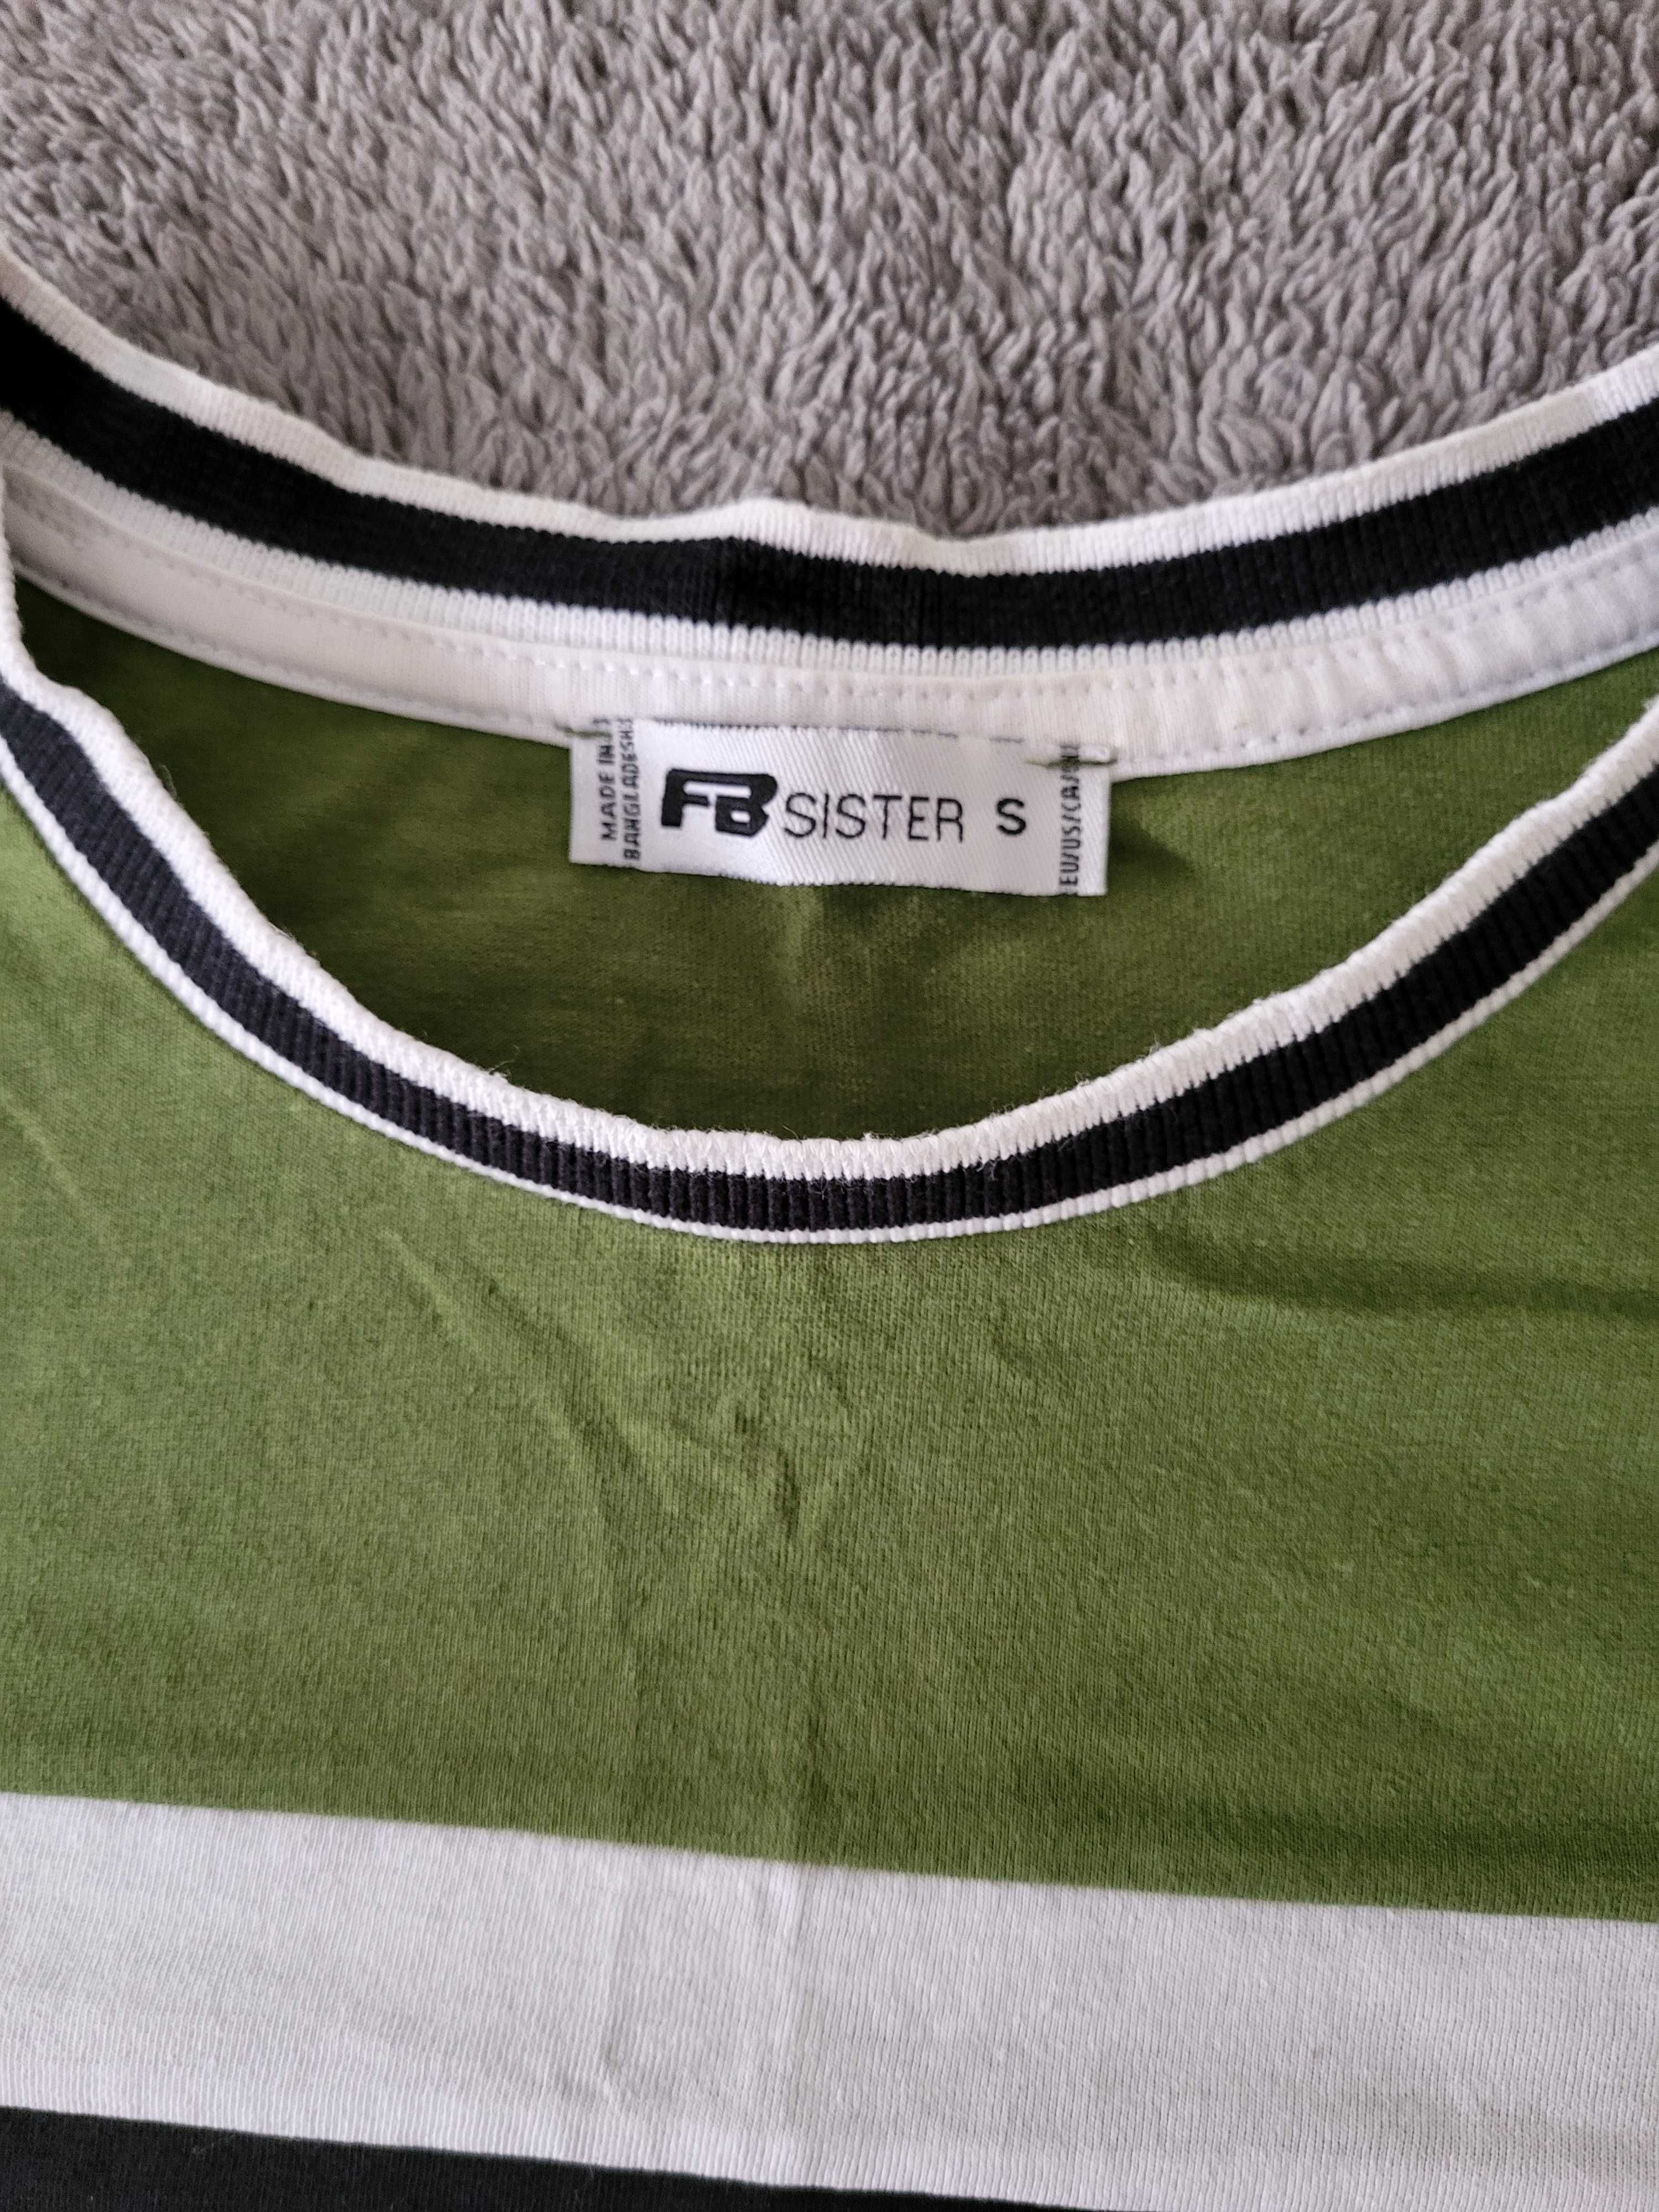 MADE IN
BANGLADESH
FB SISTER S
EU/US/CA/